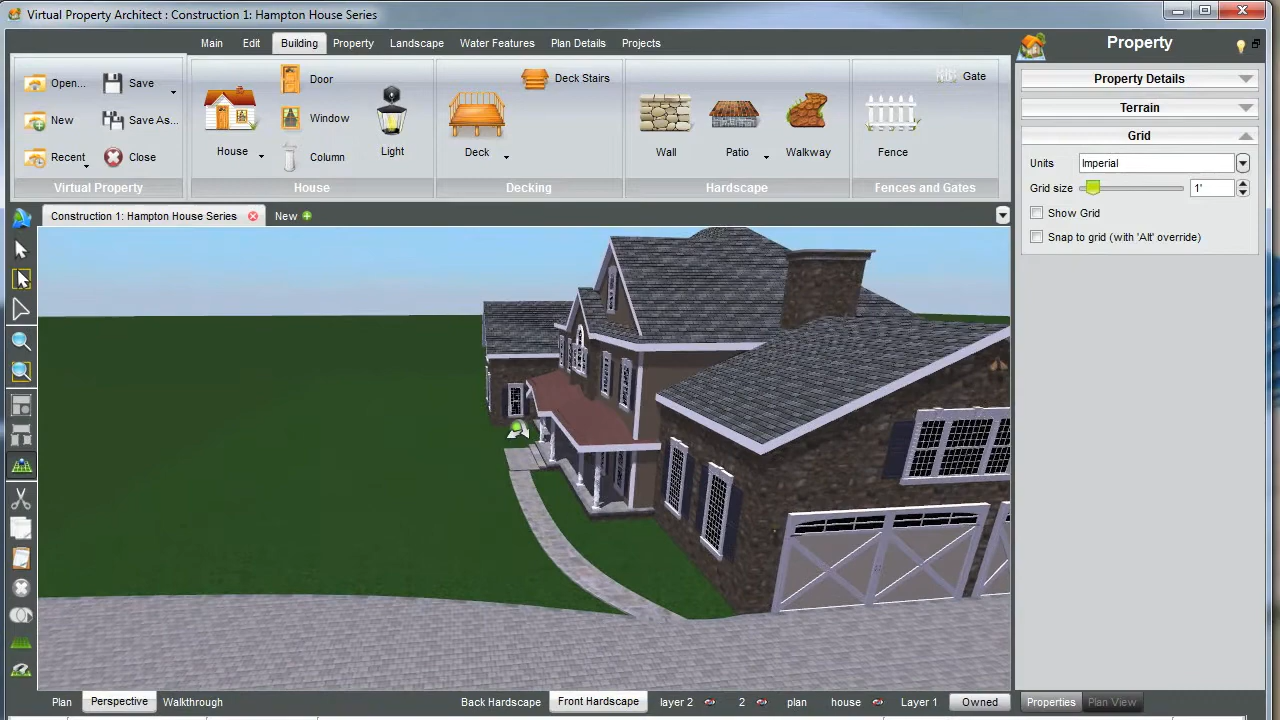 Virtual Property Architect : Construction 1: Hampton House Series
Main Edit Building Property Landscape Water Features Plan Details Projects
Open... Save
New Save As...
Recent Close
Virtual Property
House Door
Window
Column
Light
House
Deck Deck Stairs
Decking
Wall Patio Walkway
Hardscape
Gate
Fence
Fences and Gates
Construction 1: Hampton House Series New
Property
Property Details
Terrain
Grid
Units Imperial
Grid size 1'
Show Grid
Snap to grid (with 'Alt' override)
Plan Perspective Walkthrough Back Hardscape Front Hardscape layer 2 2 plan house Layer 1 Owned
Properties Plan View